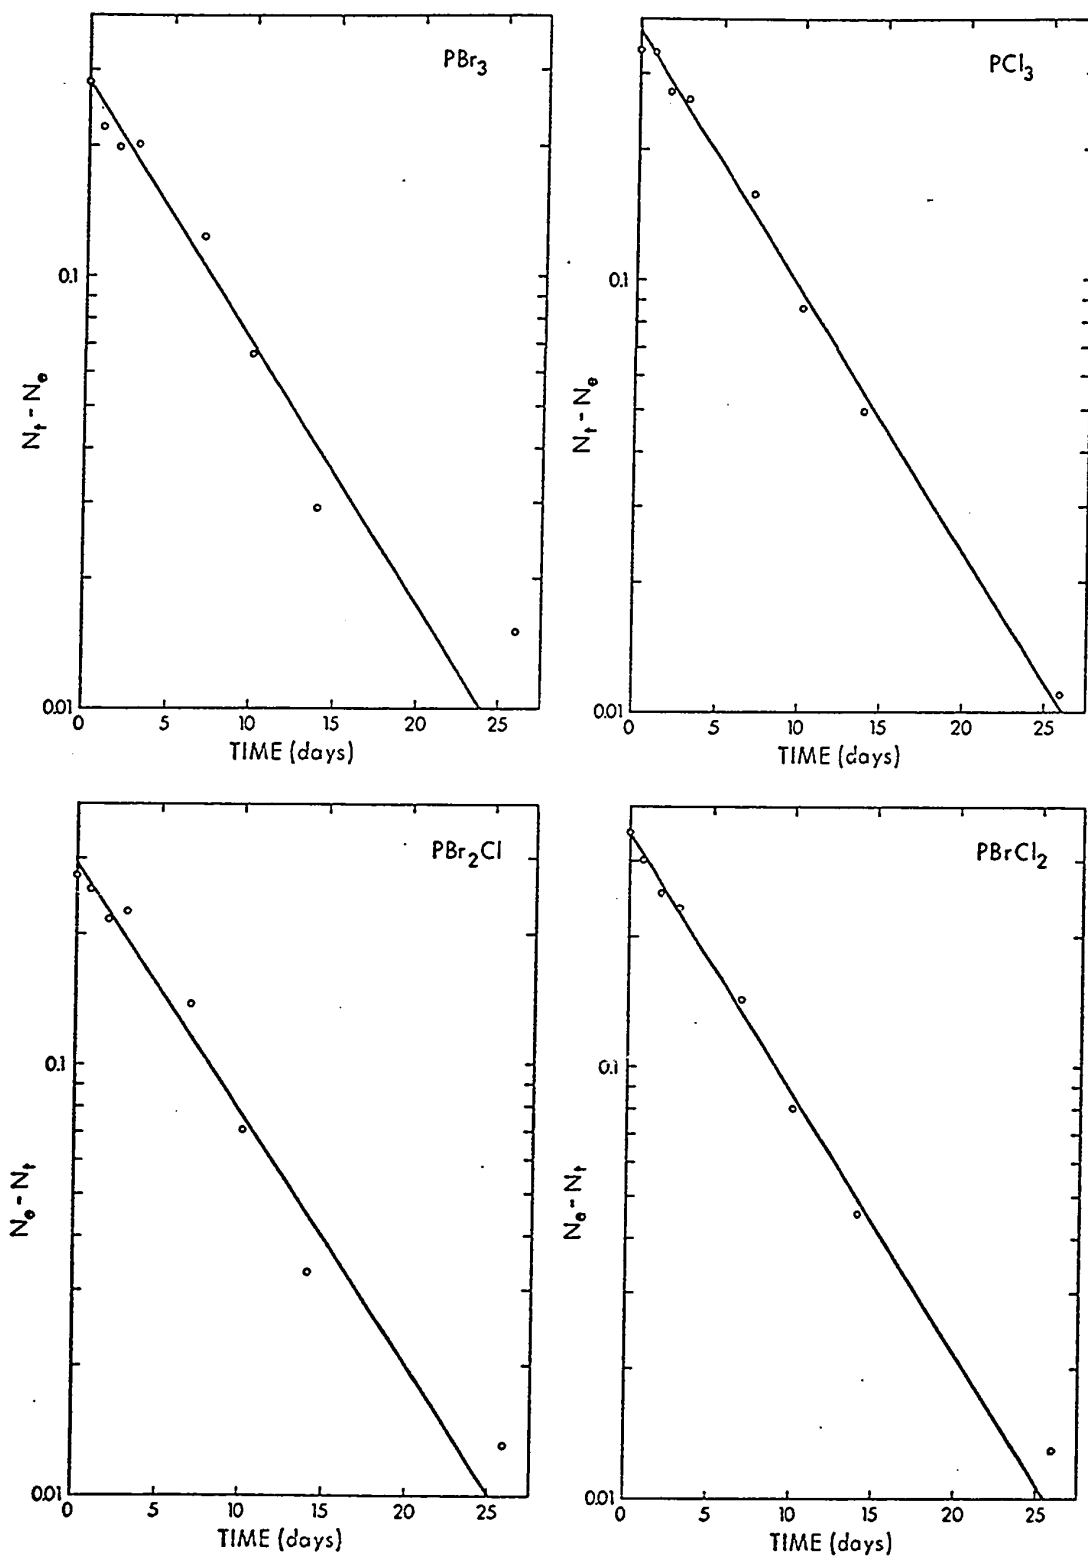 PBr3
0.1
Nt - Ne
0.01
0 5 10 15 20 25
TIME (days)
PCl3
0.1
Nt - Ne
0.01
0 5 10 15 20 25
TIME (days)
PBr2Cl
0.1
Ne - Nt
0.01
0 5 10 15 20 25
TIME (days)
PBrCl2
0.1
Ne - Nt
0.01
0 5 10 15 20 25
TIME (days)